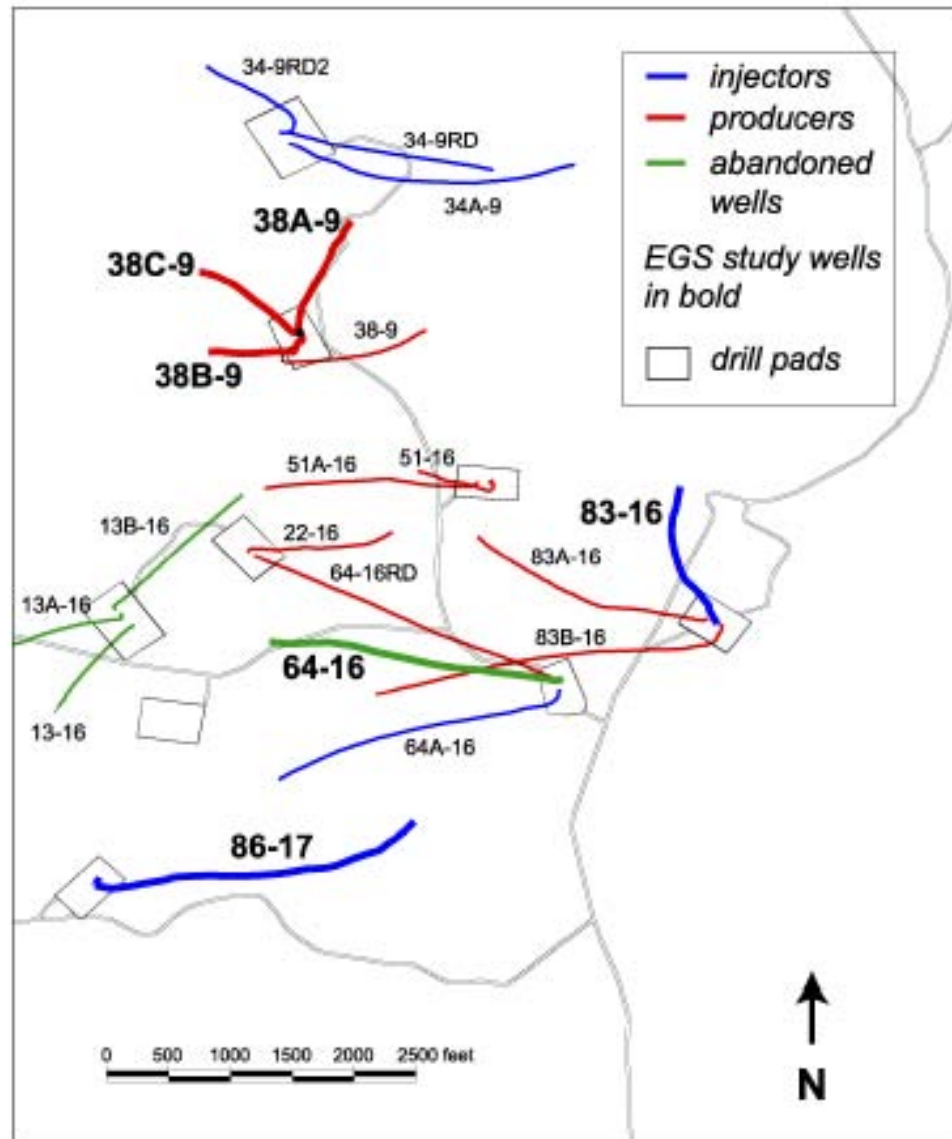 34-9RD2
34-9RD
34A-9
38A-9
38C-9
38-9
38B-9
injectors
producers
abandoned
wells
EGS study wells
in bold
drill pads
51A-16
51-16
13B-16
22-16
64-16RD
83A-16
83-16
13A-16
83B-16
64-16
13-16
64A-16
86-17
0 500 1000 1500 2000 2500 feet
N